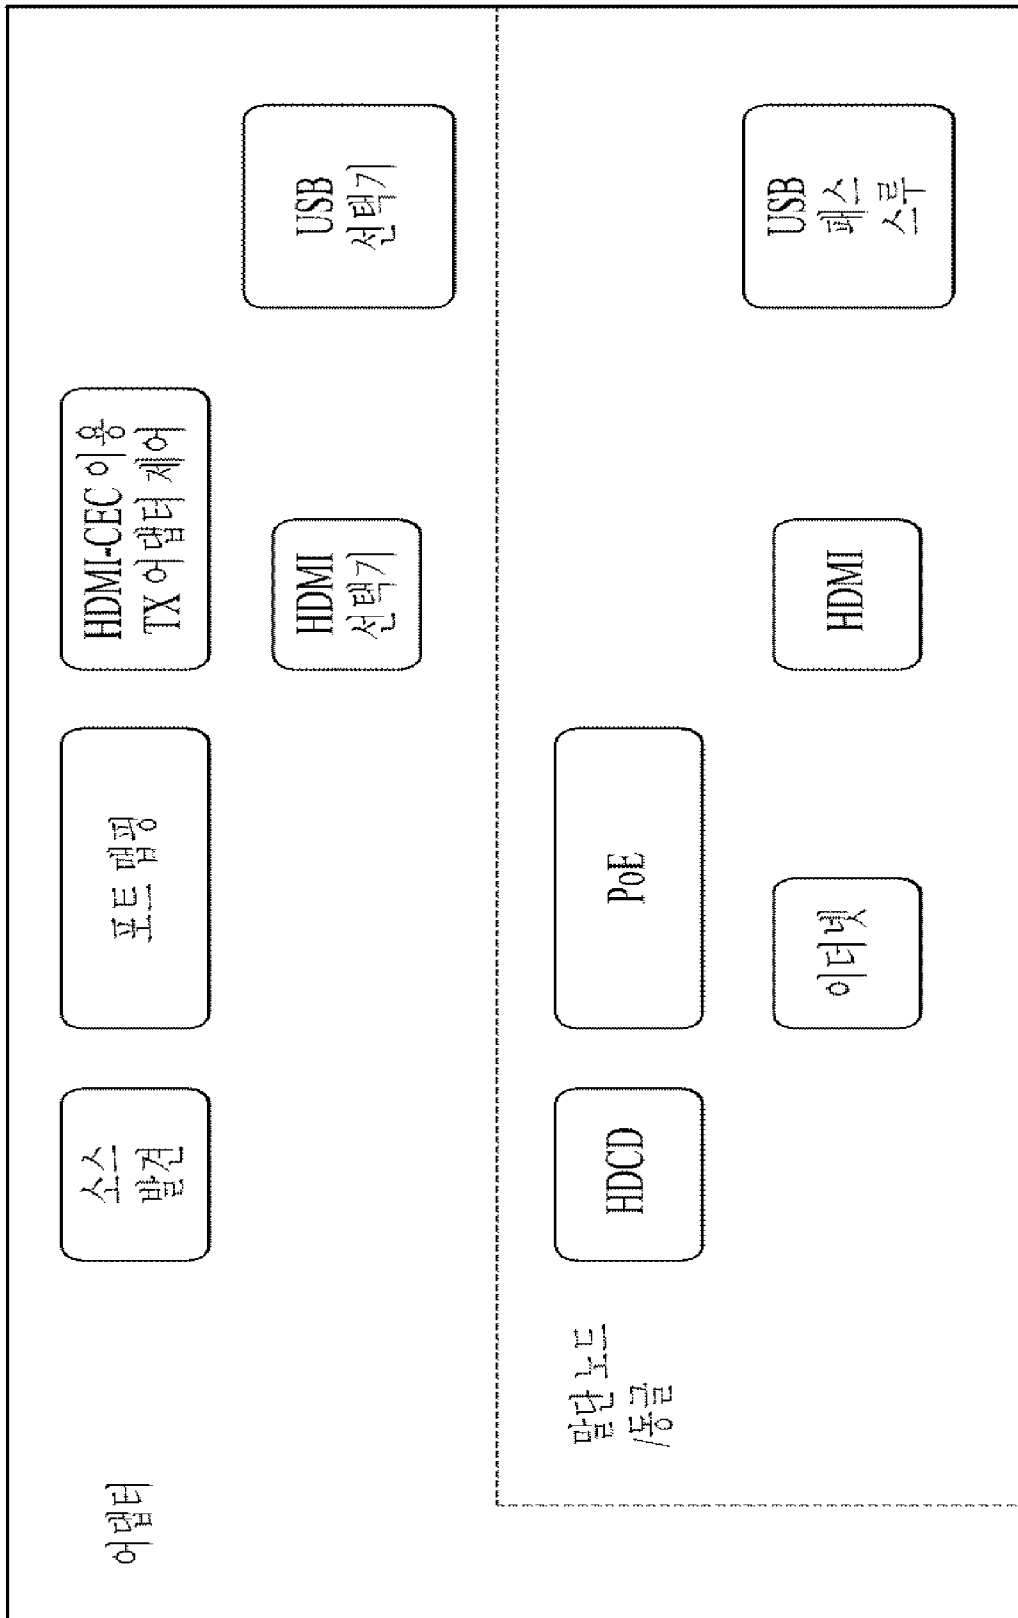 어댑터
소스
발견
포트 맵핑
HDMI-CEC 이용
TX 어댑터 제어
HDMI
선택기
USB
선택기
말단 노드
/동글
HDCD
PoE
이더넷
HDMI
USB
패스
스루